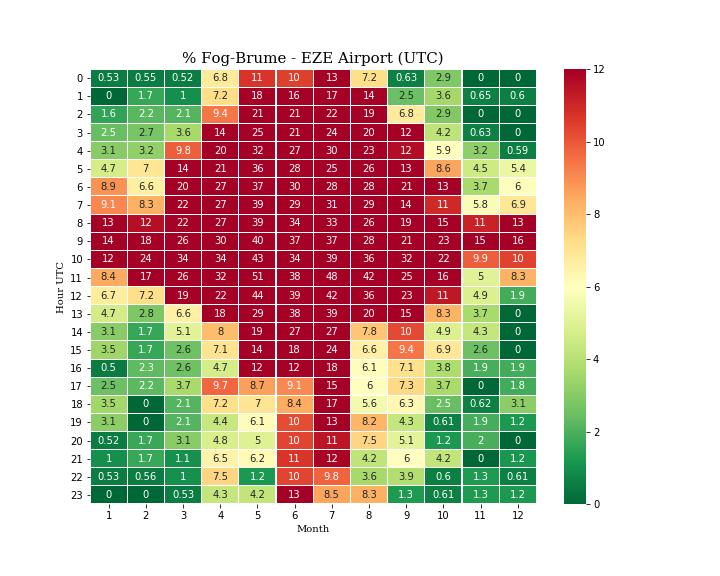 % Fog-Brume - EZE Airport (UTC)
0 0.53 0.55 0.52 6.8 11 10 13 7.2 0.63 2.9 0 0
1 0 1.7 1 7.2 18 16 17 14 2.5 3.6 0.65 0.6
2 1.6 2.2 2.1 9.4 21 21 22 19 6.8 2.9 0 0
3 2.5 2.7 3.6 14 25 21 24 20 12 4.2 0.63 0
4 3.1 3.2 9.8 20 32 27 30 23 12 5.9 3.2 0.59
5 4.7 7 14 21 36 28 25 26 13 8.6 4.5 5.4
6 8.9 6.6 20 27 37 30 28 28 21 13 3.7 6
7 9.1 8.3 22 27 39 29 31 29 14 11 5.8 6.9
8 13 12 22 27 39 34 33 26 19 15 11 13
9 14 18 26 30 40 37 37 28 21 23 15 16
10 12 24 34 34 43 34 39 36 32 22 9.9 10
11 8.4 17 26 32 51 38 48 42 25 16 5 8.3
12 6.7 7.2 19 22 44 39 42 36 23 11 4.9 1.9
13 4.7 2.8 6.6 18 29 38 39 20 15 8.3 3.7 0
14 3.1 1.7 5.1 8 19 27 27 7.8 10 4.9 4.3 0
15 3.5 1.7 2.6 7.1 14 18 24 6.6 9.4 6.9 2.6 0
16 0.5 2.3 2.6 4.7 12 12 18 6.1 7.1 3.8 1.9 1.9
17 2.5 2.2 3.7 9.7 8.7 9.1 15 6 7.3 3.7 0 1.8
18 3.5 0 2.1 7.2 7 8.4 17 5.6 6.3 2.5 0.62 3.1
19 3.1 0 2.1 4.4 6.1 10 13 8.2 4.3 0.61 1.9 1.2
20 0.52 1.7 3.1 4.8 5 10 11 7.5 5.1 1.2 2 0
21 1 1.7 1.1 6.5 6.2 11 12 4.2 6 4.2 0 1.2
22 0.53 0.56 1 7.5 1.2 10 9.8 3.6 3.9 0.6 1.3 0.61
23 0 0 0.53 4.3 4.2 13 8.5 8.3 1.3 0.61 1.3 1.2
1 2 3 4 5 6 7 8 9 10 11 12
Month
Hour UTC
12
10
8
6
4
2
0